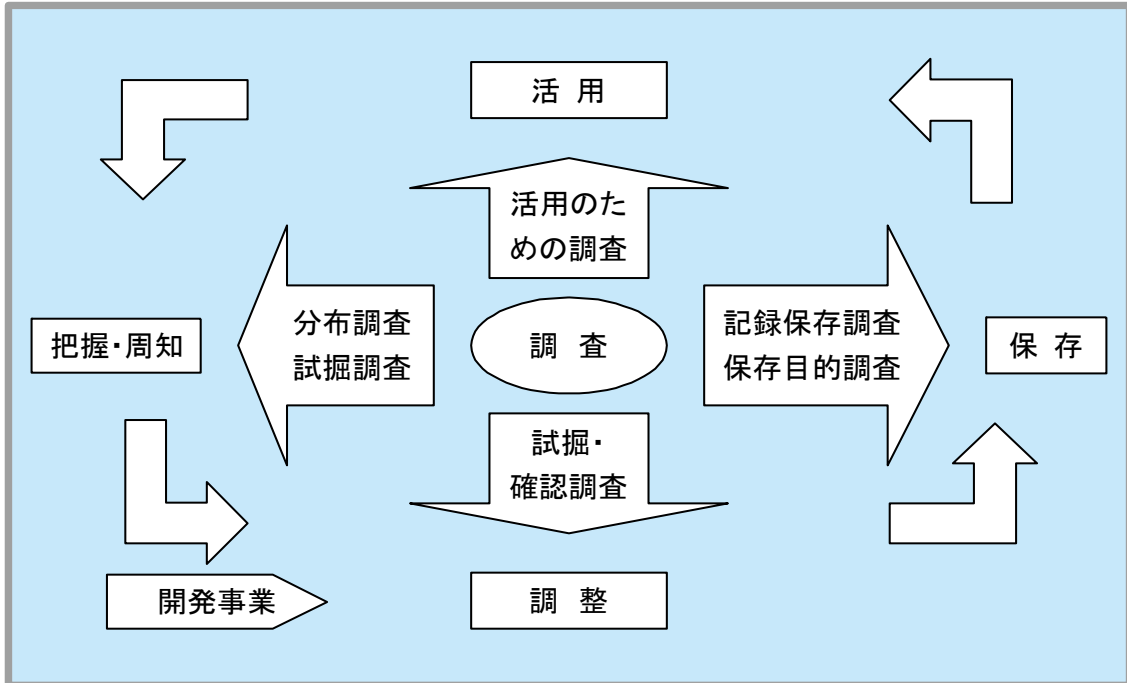 活 用
活用のた
めの調査
把握・周知
分布調査
試掘調査
調 査
記録保存調査
保存目的調査
保 存
試掘・
確認調査
開発事業
調 整